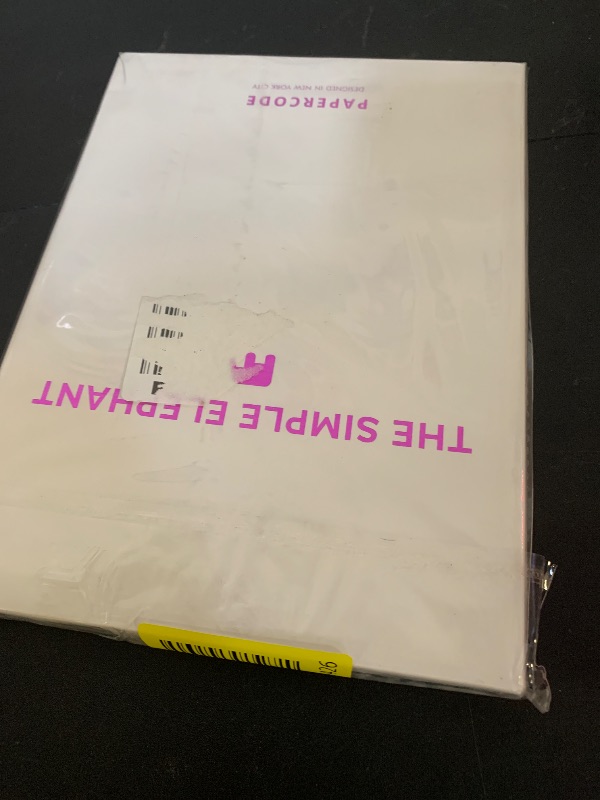 THE SIMPLE ELEPHANT
PAPERCODE
DESIGNED IN NEW YORK CITY